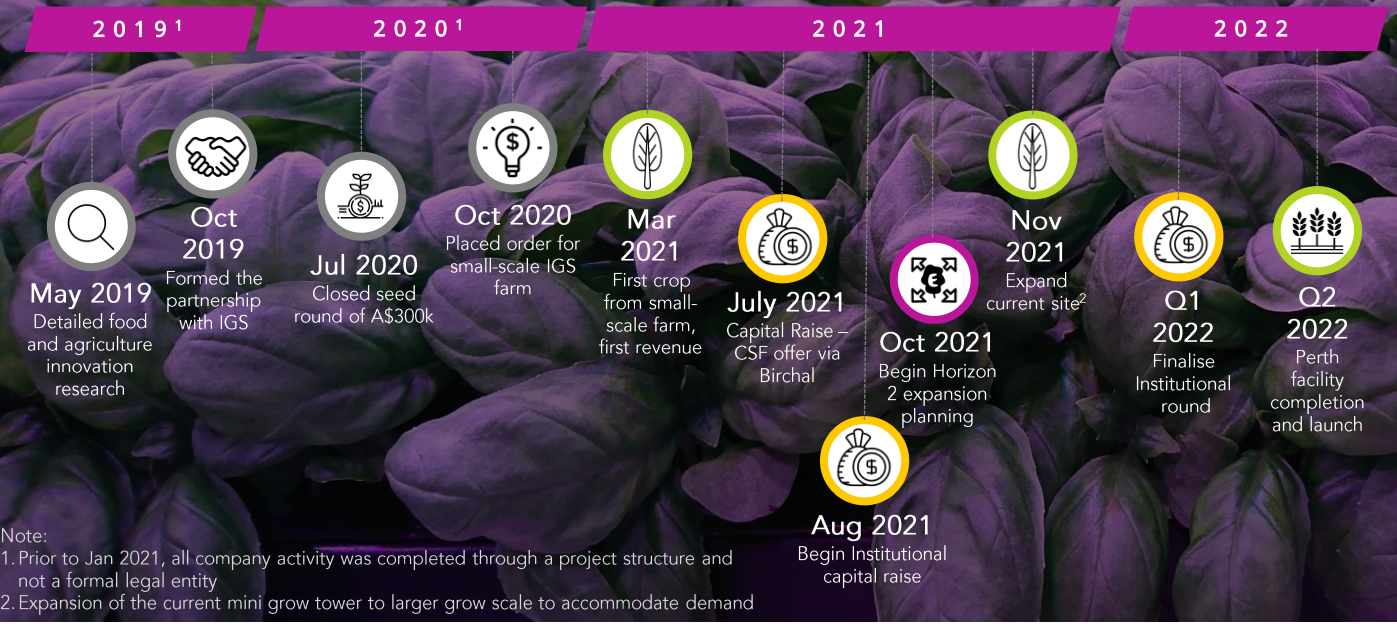 2019¹
2020¹
2021
2022
May 2019
Detailed food
and agriculture
innovation
research
Oct
2019
Formed the
partnership
with IGS
Jul 2020
Closed seed
round of A$300k
Oct 2020
Placed order for
small-scale IGS
farm
Mar
2021
First crop
from small-
scale farm,
first revenue
July 2021
Capital Raise –
CSF offer via
Birchal
Aug 2021
Begin Institutional
capital raise
Oct 2021
Begin Horizon
2 expansion
planning
Nov
2021
Expand
current site²
Q1
2022
Finalise
Institutional
round
Q2
2022
Perth
facility
completion
and launch
Note:
1. Prior to Jan 2021, all company activity was completed through a project structure and
not a formal legal entity
2. Expansion of the current mini grow tower to larger grow scale to accommodate demand